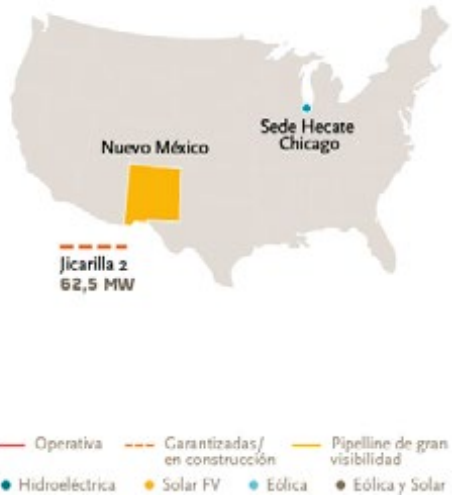 Sede Hecate
Chicago
Nuevo México
Jicarilla 2
62,5 MW
Operativa
Garantizadas/
en construcción
Pipelline de gran
visibilidad
Hidroeléctrica
Solar FV
Eólica
Eólica y Solar